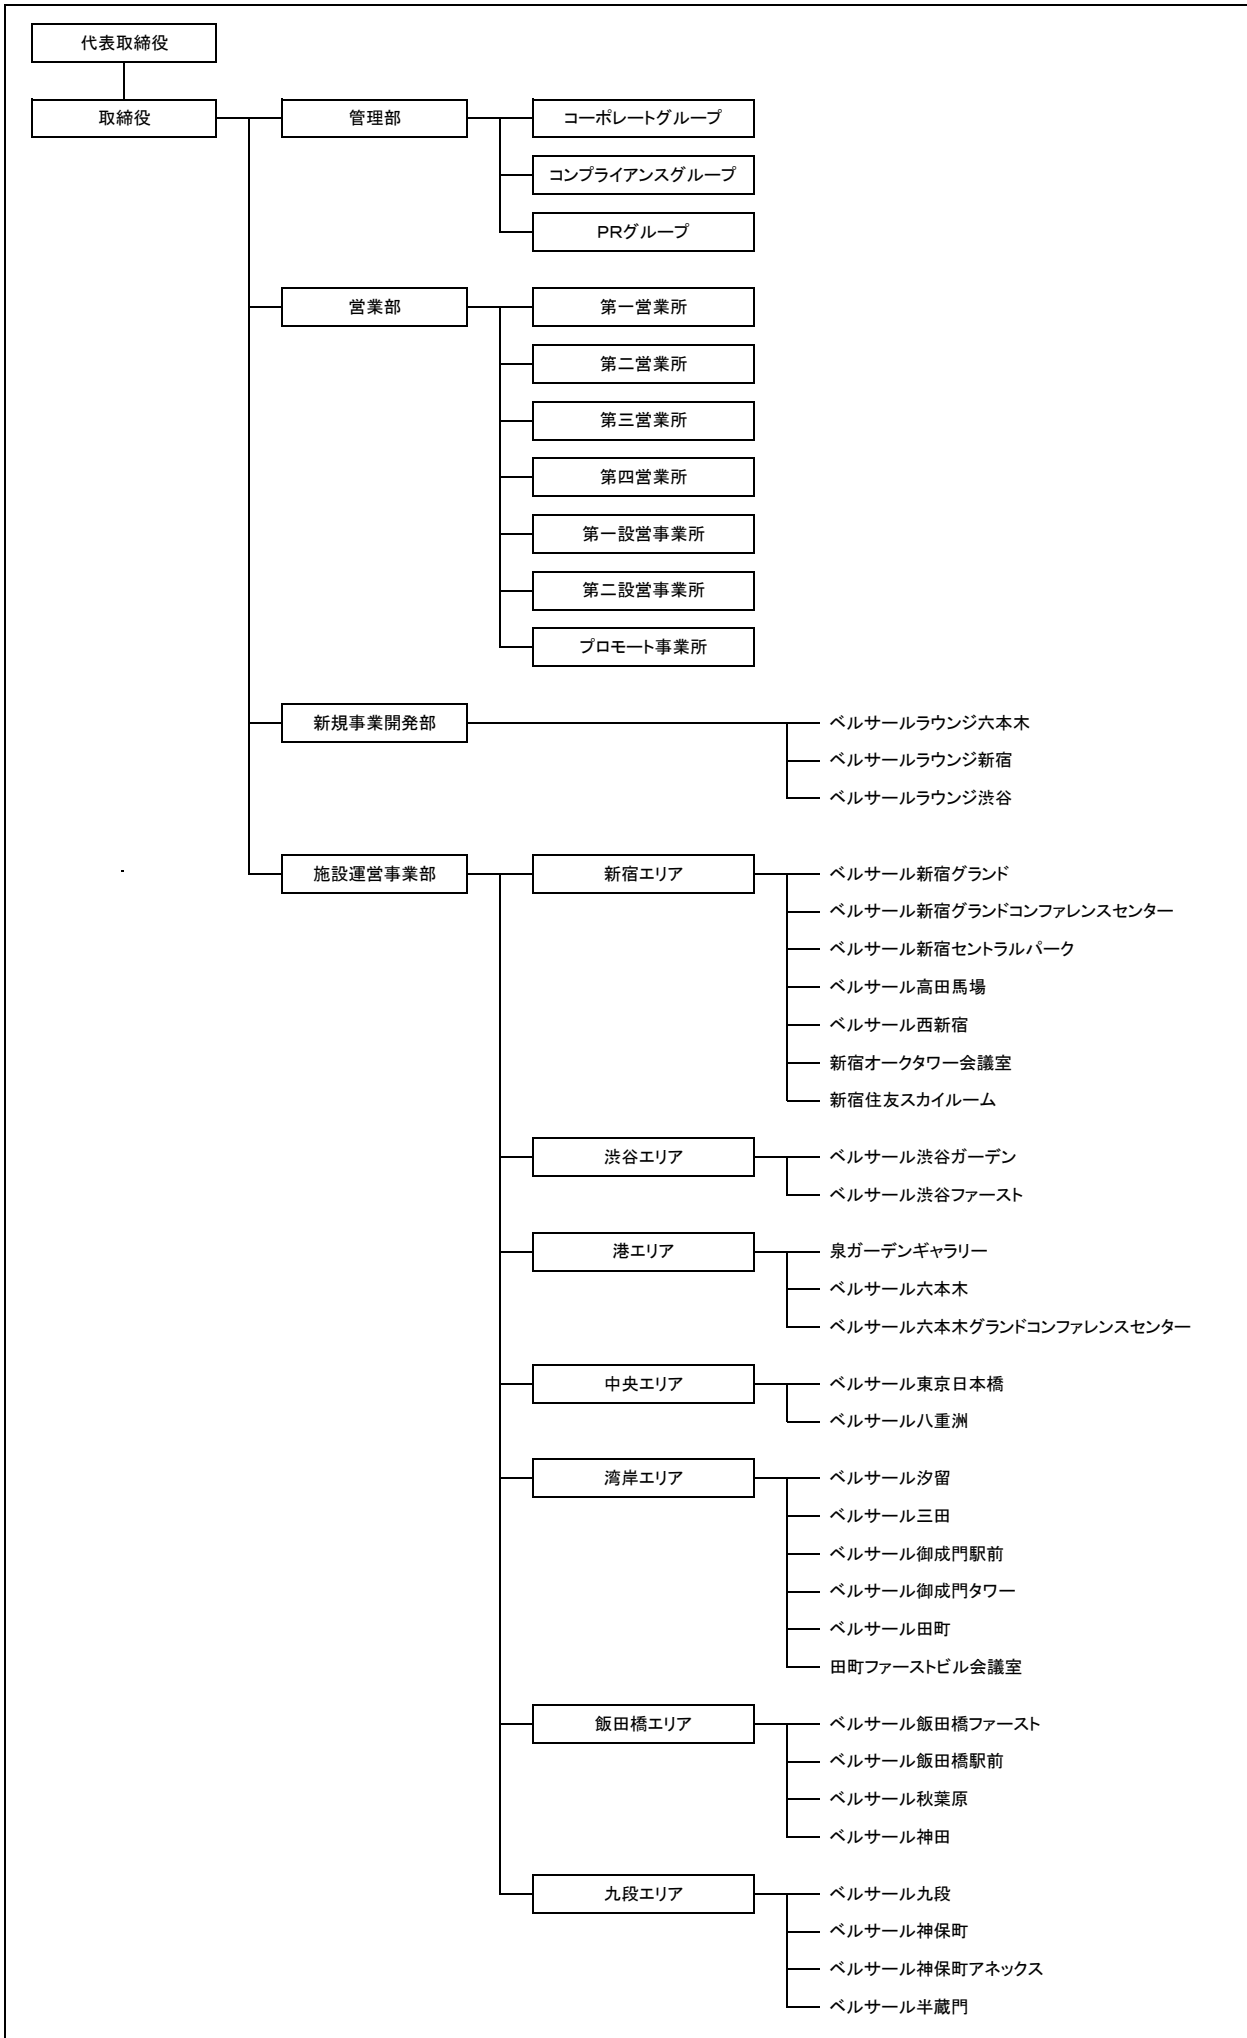 代表取締役
取締役
管理部
コーポレートグループ
コンプライアンスグループ
PRグループ
営業部
第一営業所
第二営業所
第三営業所
第四営業所
第一設営事業所
第二設営事業所
プロモート事業所
新規事業開発部
ベルサールラウンジ六本木
ベルサールラウンジ新宿
ベルサールラウンジ渋谷
施設運営事業部
新宿エリア
ベルサール新宿グランド
ベルサール新宿グランドコンファレンスセンター
ベルサール新宿セントラルパーク
ベルサール高田馬場
ベルサール西新宿
新宿オークタワー会議室
新宿住友スカイルーム
渋谷エリア
ベルサール渋谷ガーデン
ベルサール渋谷ファースト
港エリア
泉ガーデンギャラリー
ベルサール六本木
ベルサール六本木グランドコンファレンスセンター
中央エリア
ベルサール東京日本橋
ベルサール八重洲
湾岸エリア
ベルサール汐留
ベルサール三田
ベルサール御成門駅前
ベルサール御成門タワー
ベルサール田町
田町ファーストビル会議室
飯田橋エリア
ベルサール飯田橋ファースト
ベルサール飯田橋駅前
ベルサール秋葉原
ベルサール神田
九段エリア
ベルサール九段
ベルサール神保町
ベルサール神保町アネックス
ベルサール半蔵門